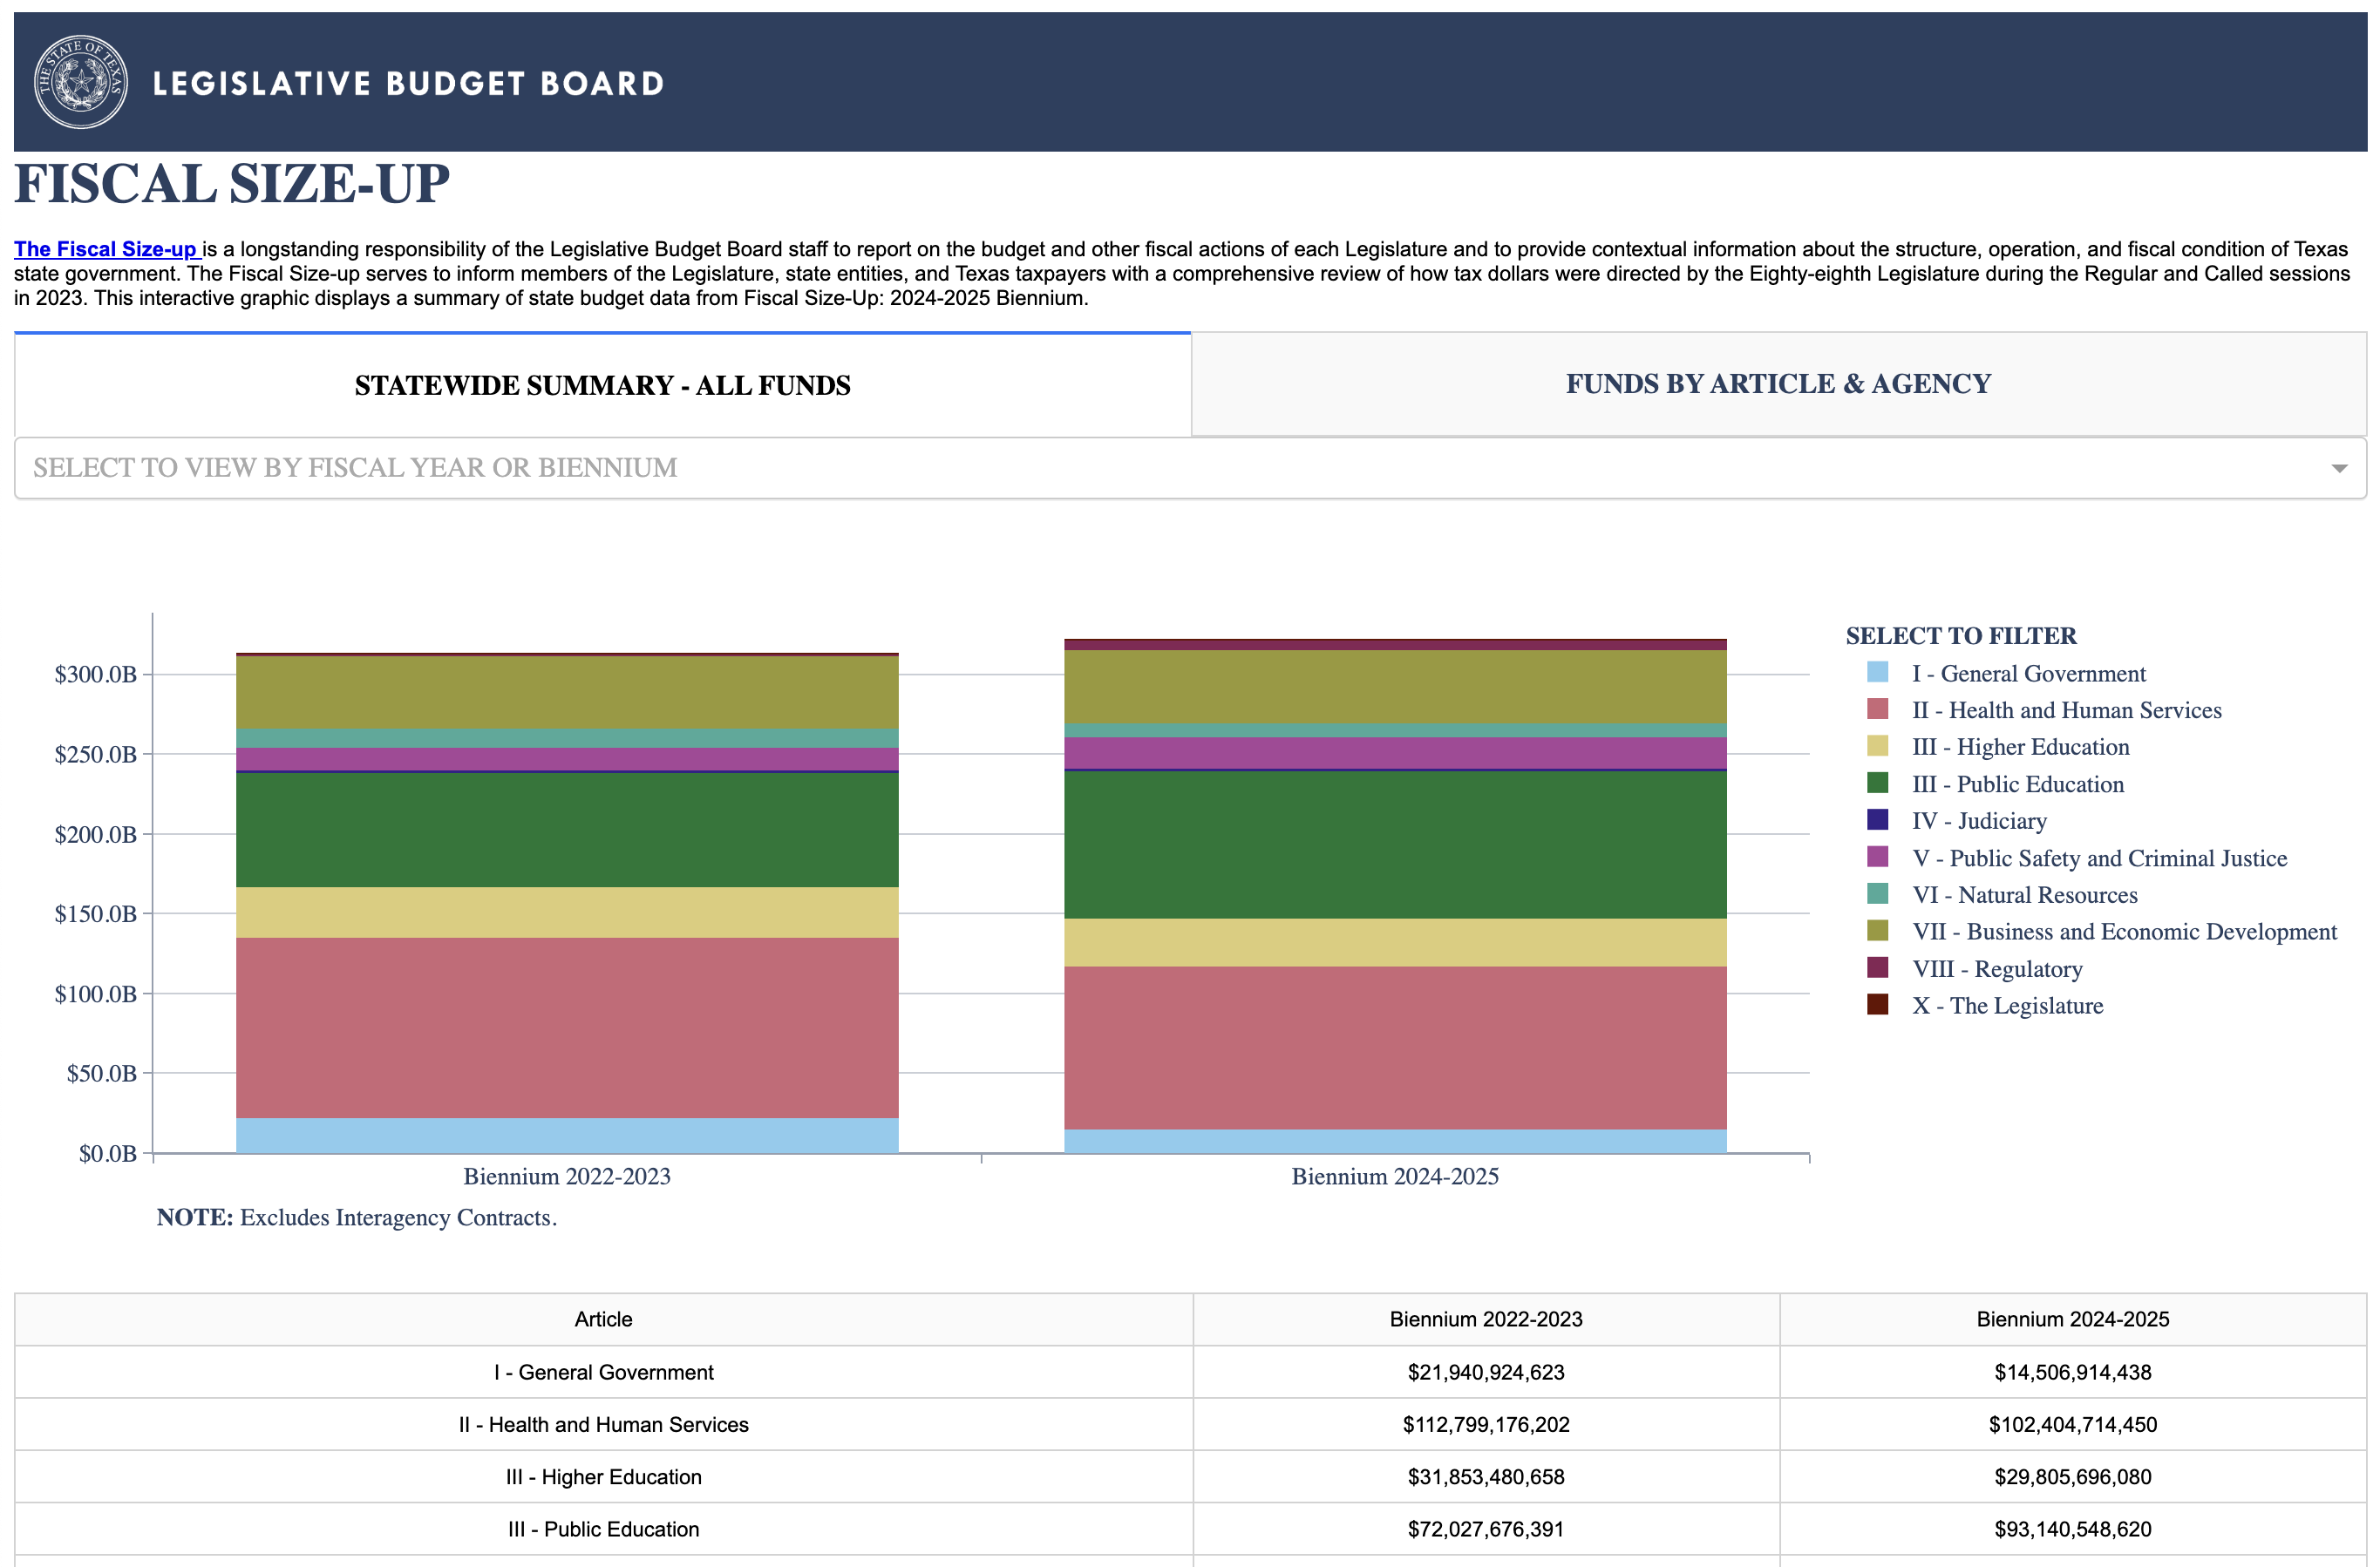 THE STATE OF TEXAS
LEGISLATIVE BUDGET BOARD
FISCAL SIZE-UP
The Fiscal Size-up is a longstanding responsibility of the Legislative Budget Board staff to report on the budget and other fiscal actions of each Legislature and to provide contextual information about the structure, operation, and fiscal condition of Texas
state government. The Fiscal Size-up serves to inform members of the Legislature, state entities, and Texas taxpayers with a comprehensive review of how tax dollars were directed by the Eighty-eighth Legislature during the Regular and Called sessions
in 2023. This interactive graphic displays a summary of state budget data from Fiscal Size-Up: 2024-2025 Biennium.
STATEWIDE SUMMARY - ALL FUNDS
FUNDS BY ARTICLE & AGENCY
SELECT TO VIEW BY FISCAL YEAR OR BIENNIUM
$300.0B
$250.0B
$200.0B
$150.0B
$100.0B
$50.0B
$0.0B
Biennium 2022-2023
Biennium 2024-2025
SELECT TO FILTER
I - General Government
II - Health and Human Services
III - Higher Education
III - Public Education
IV - Judiciary
V - Public Safety and Criminal Justice
VI - Natural Resources
VII - Business and Economic Development
VIII - Regulatory
X - The Legislature
NOTE: Excludes Interagency Contracts.
Article Biennium 2022-2023 Biennium 2024-2025
I - General Government $21,940,924,623 $14,506,914,438
II - Health and Human Services $112,799,176,202 $102,404,714,450
III - Higher Education $31,853,480,658 $29,805,696,080
III - Public Education $72,027,676,391 $93,140,548,620